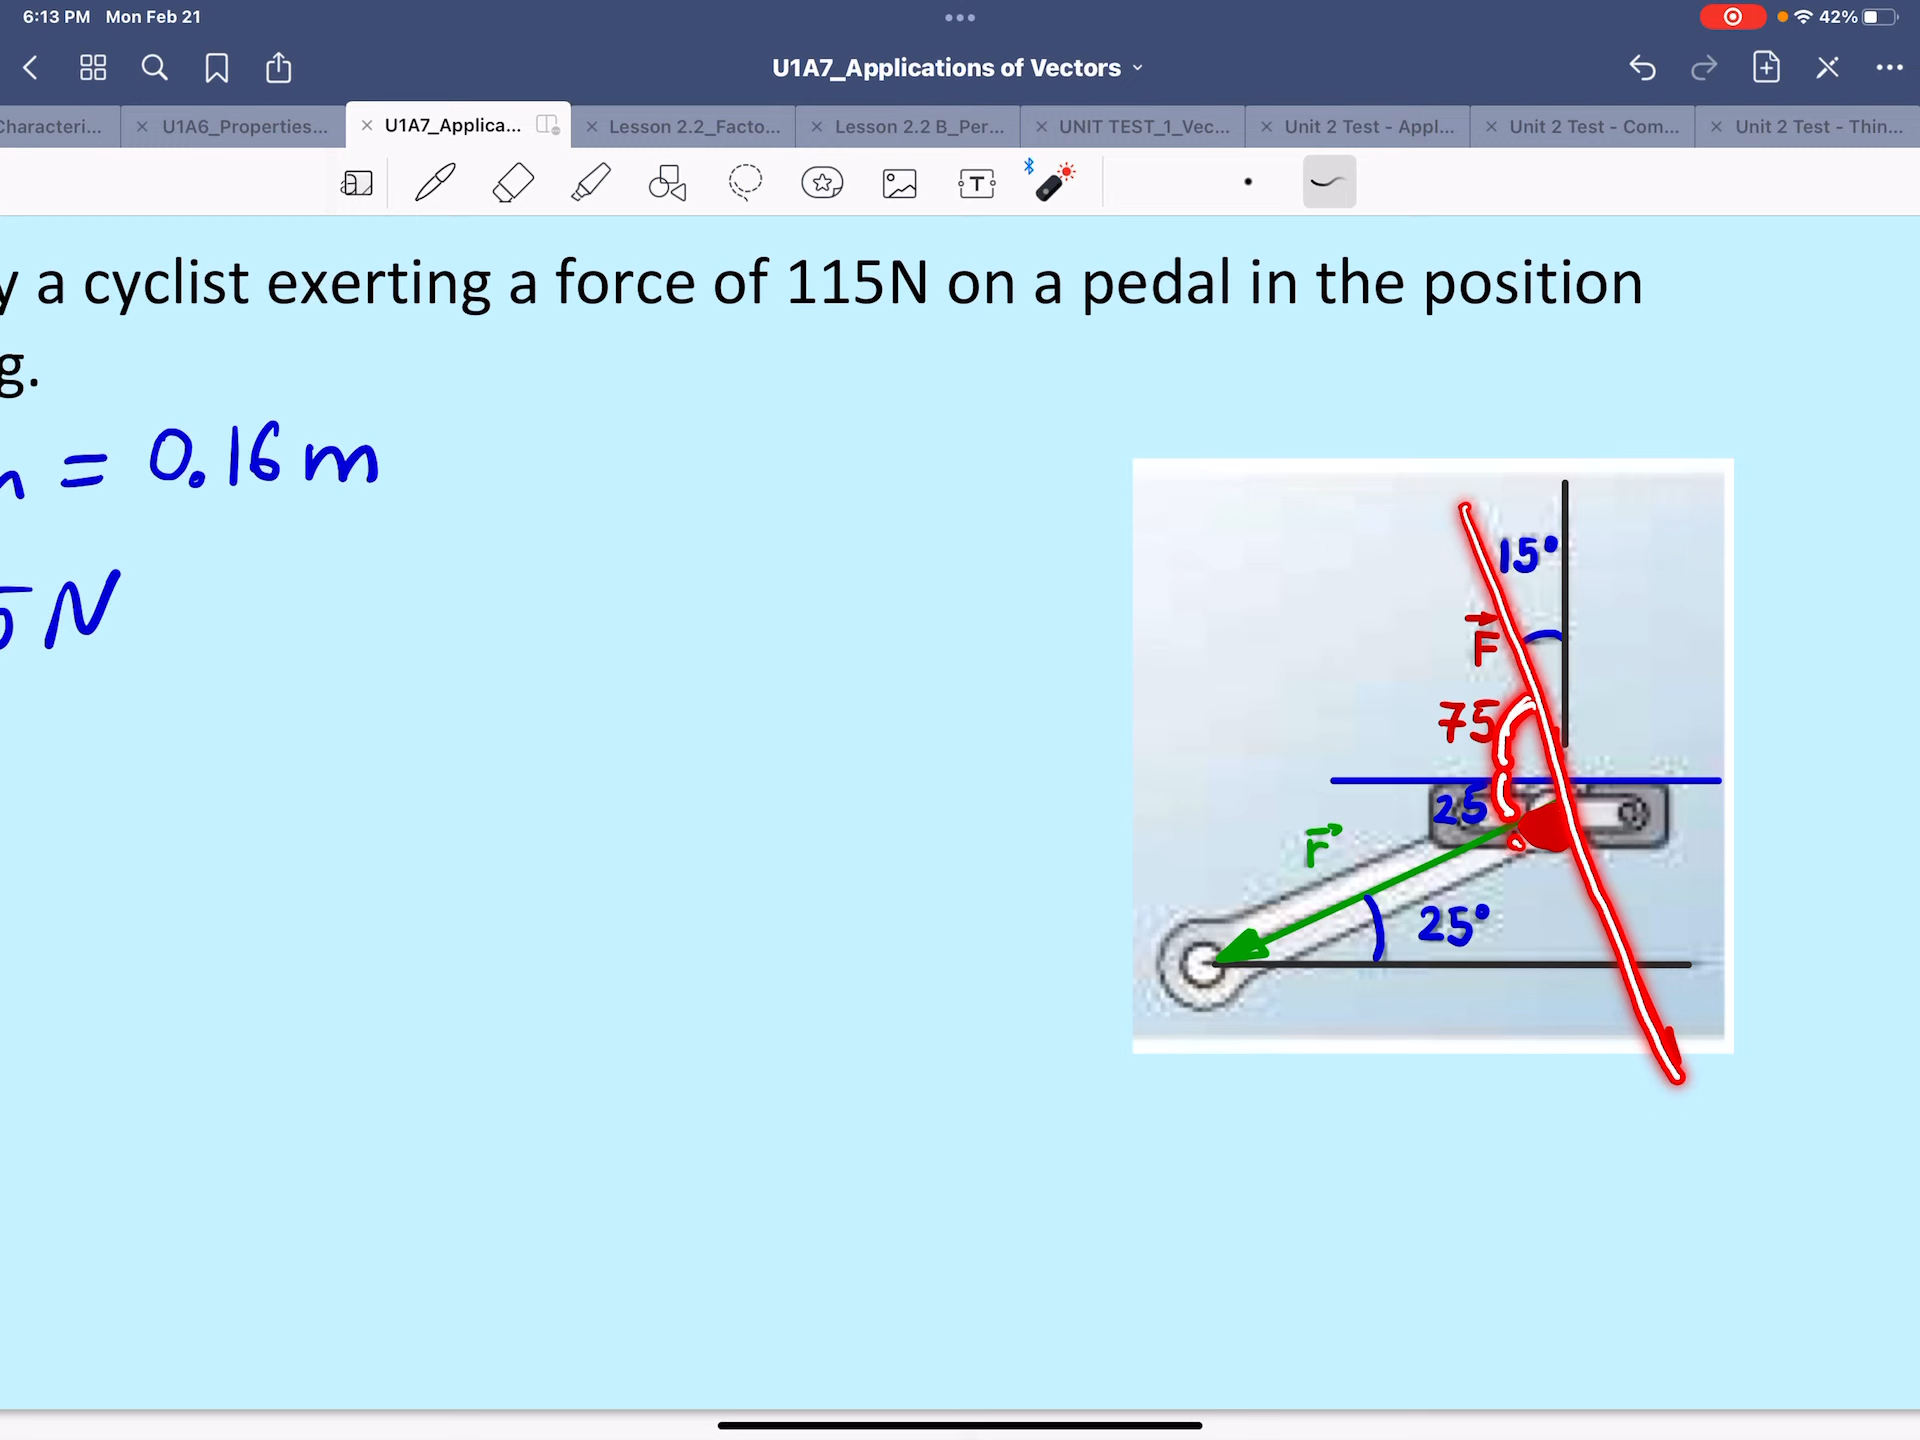 6:13 PM Mon Feb 21
42%
U1A7_Applications of Vectors
Characteri...
U1A6_Properties...
U1A7_Applica...
Lesson 2.2_Facto...
Lesson 2.2 B_Per...
UNIT TEST_1_Vec...
Unit 2 Test - Appl...
Unit 2 Test - Com...
Unit 2 Test - Thin...
y a cyclist exerting a force of 115N on a pedal in the position
g.
= 0.16 m
5 N
15°
F
75
25
r
25°